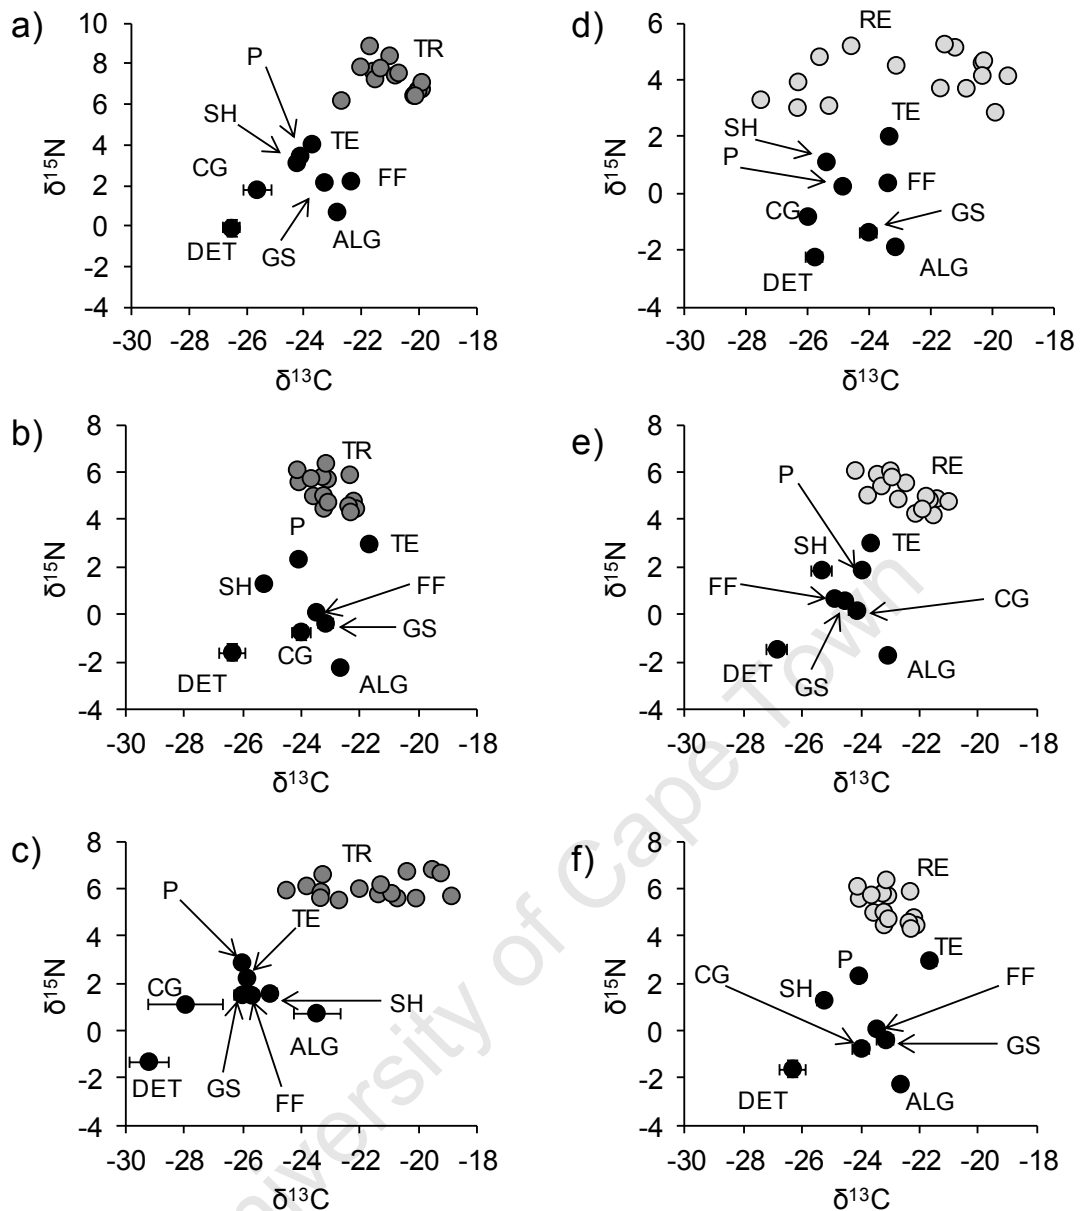 a)
10
8
6
4
2
0
-2
-4
δ15N
P
TR
SH
TE
CG
FF
DET
GS
ALG
-30 -28 -26 -24 -22 -20 -18
δ13C
d)
6
4
2
0
-2
-4
δ15N
RE
TE
SH
P
FF
CG
GS
DET
ALG
-30 -28 -26 -24 -22 -20 -18
δ13C
b)
8
6
4
2
0
-2
-4
δ15N
TR
P
TE
SH
FF
GS
CG
DET
ALG
-30 -28 -26 -24 -22 -20 -18
δ13C
e)
8
6
4
2
0
-2
-4
δ15N
P
RE
SH
TE
FF
CG
DET
GS
ALG
-30 -28 -26 -24 -22 -20 -18
δ13C
c)
8
6
4
2
0
-2
-4
δ15N
TR
P
TE
CG
SH
ALG
DET
GS
FF
-30 -28 -26 -24 -22 -20 -18
δ13C
f)
8
6
4
2
0
-2
-4
δ15N
RE
TE
P
CG
SH
FF
GS
DET
ALG
-30 -28 -26 -24 -22 -20 -18
δ13C
niversity of Cape Town